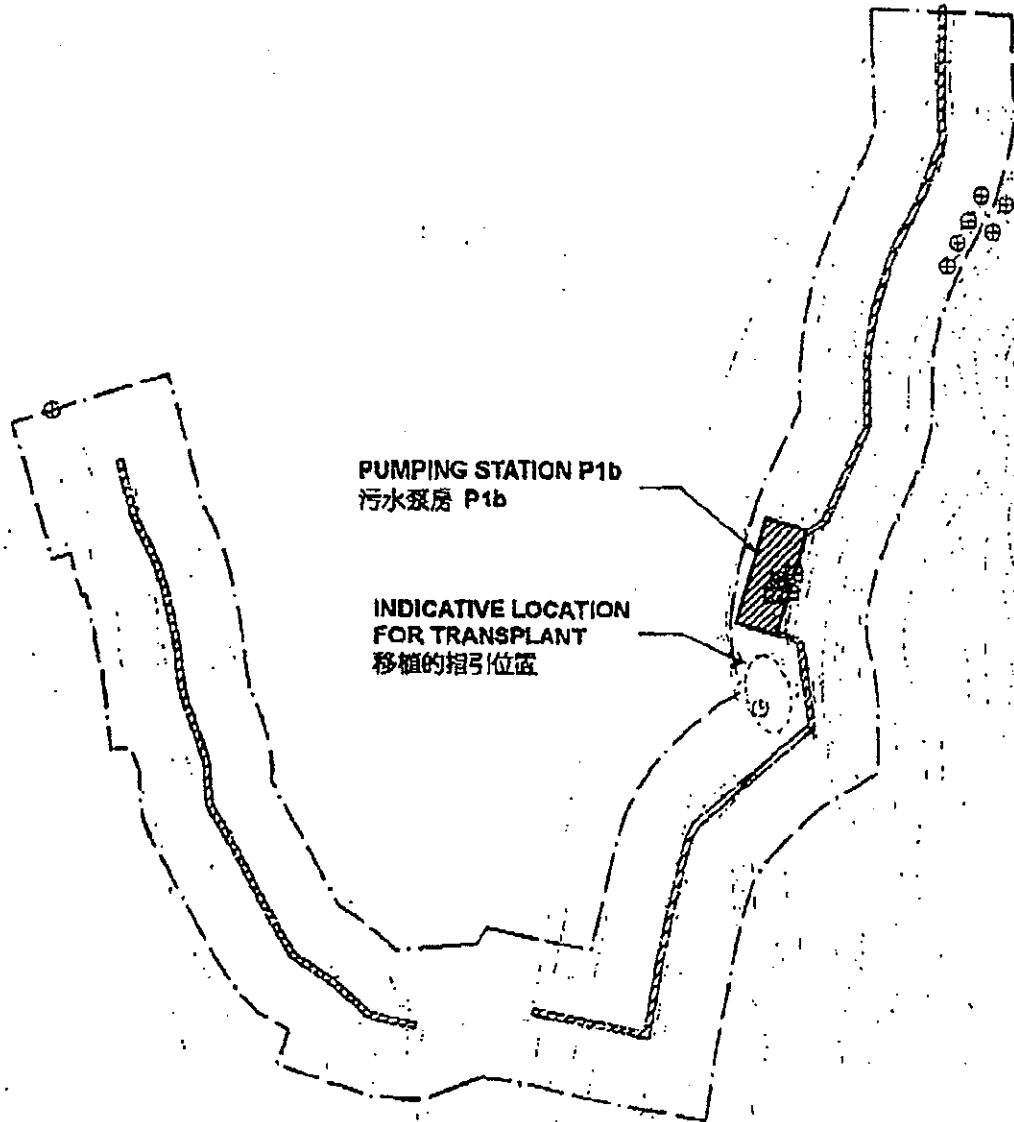 PUMPING STATION P1b
污水泵房 P1b
INDICATIVE LOCATION
FOR TRANSPLANT
移植的指引位置